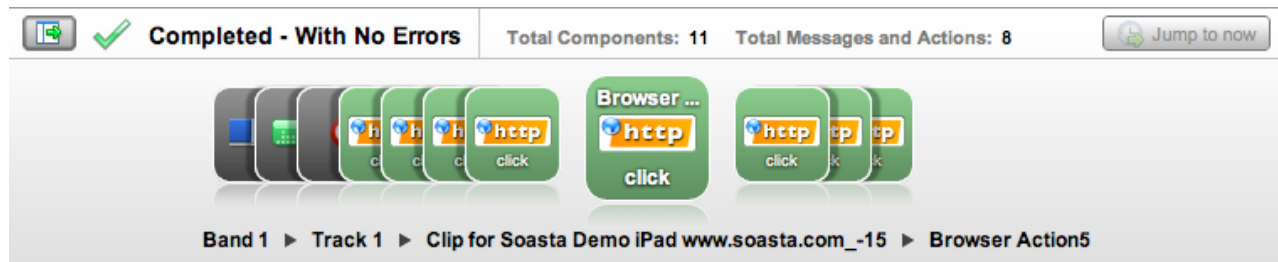 Completed - With No Errors Total Components: 11 Total Messages and Actions: 8 Jump to now
Browser ...
http http http
click click click
Band 1 ▶ Track 1 ▶ Clip for Soasta Demo iPad www.soasta.com_-15 ▶ Browser Action5